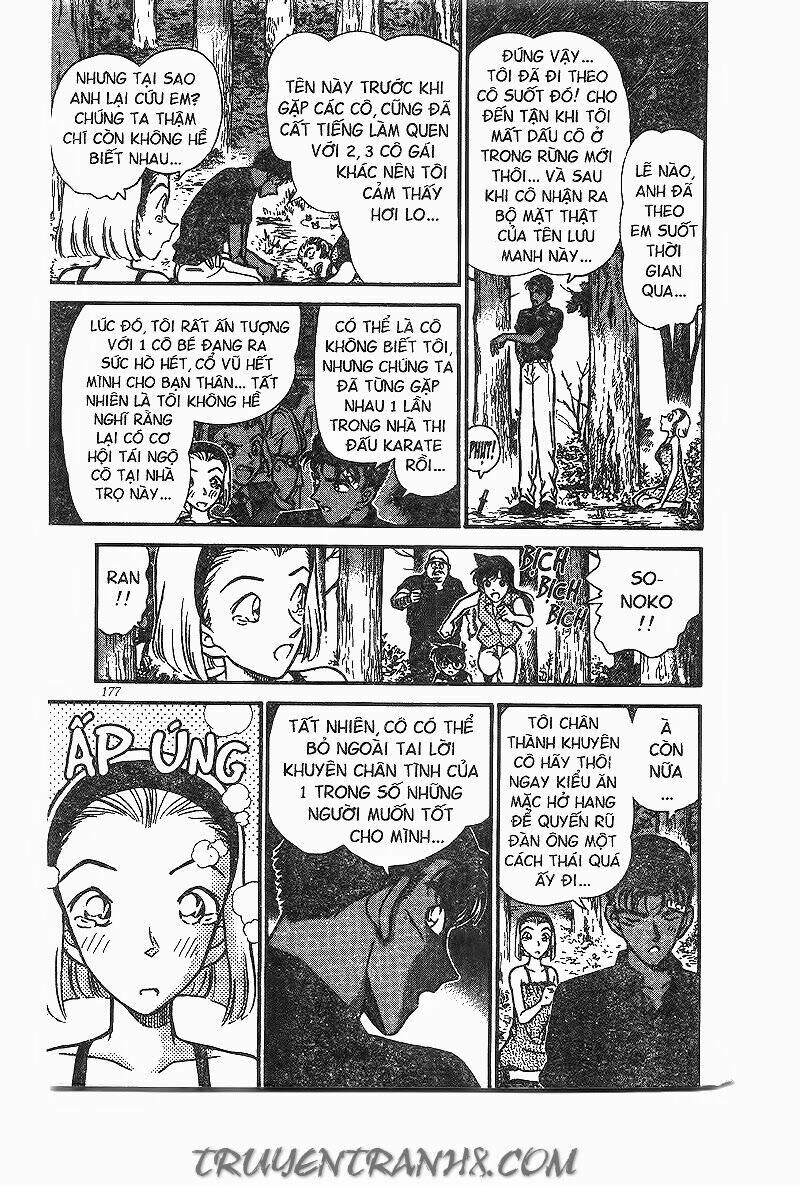 LẼ NÀO,
ANH ĐÃ
THEO
EM SUỐT
THỜI
GIAN
QUA...
ĐÚNG VẬY...
TÔI ĐÃ ĐI THEO
CÔ SUỐT ĐÓ! CHO
ĐẾN TẬN KHI TÔI
MẤT DẤU CÔ Ở
TRONG RỪNG MỚI
THÔI... VÀ SAU
KHI CÔ NHẬN RA
BỘ MẶT THẬT
CỦA TÊN LƯU
MANH NÀY...
PHỤT!
TÊN NÀY TRƯỚC KHI
GẶP CÁC CÔ, CŨNG ĐÃ
CẤT TIẾNG LÀM QUEN
VỚI 2, 3 CÔ GÁI
KHÁC NÊN TÔI
CẢM THẤY
HƠI LO...
NHƯNG TẠI SAO
ANH LẠI CỨU EM?
CHÚNG TA THẬM
CHÍ CÒN KHÔNG HỀ
BIẾT NHAU...
CÓ THỂ LÀ CÔ
KHÔNG BIẾT TÔI,
NHƯNG CHÚNG TA
ĐÃ TỪNG GẶP
NHAU 1 LẦN
TRONG NHÀ THI
ĐẤU KARATE
RỒI...
LÚC ĐÓ, TÔI RẤT ẤN TƯỢNG
VỚI 1 CÔ BÉ ĐANG RA
SỨC HÒ HÉT, CỔ VŨ HẾT
MÌNH CHO BẠN THÂN... TẤT
NHIÊN LÀ TÔI KHÔNG HỀ
NGHĨ RẰNG
LẠI CÓ CƠ
HỘI TÁI NGỘ
CÔ TẠI NHÀ
TRỌ NÀY...
SO-
NOKO
!!
BỊCH
BỊCH
BỊCH
RAN
!!
177
À
CÒN
NỮA
...
TÔI CHÂN
THÀNH KHUYÊN
CÔ HÃY THÔI
NGAY KIỂU ĂN
MẶC HỞ HANG
ĐỂ QUYẾN RŨ
ĐÀN ÔNG MỘT
CÁCH THÁI QUÁ
ẤY ĐI...
TẤT NHIÊN, CÔ CÓ THỂ
BỎ NGOÀI TAI LỜI
KHUYÊN CHÂN TÌNH CỦA
1 TRONG SỐ NHỮNG
NGƯỜI MUỐN TỐT
CHO MÌNH...
ẤP ÚNG
TRUYENTRANH8.COM